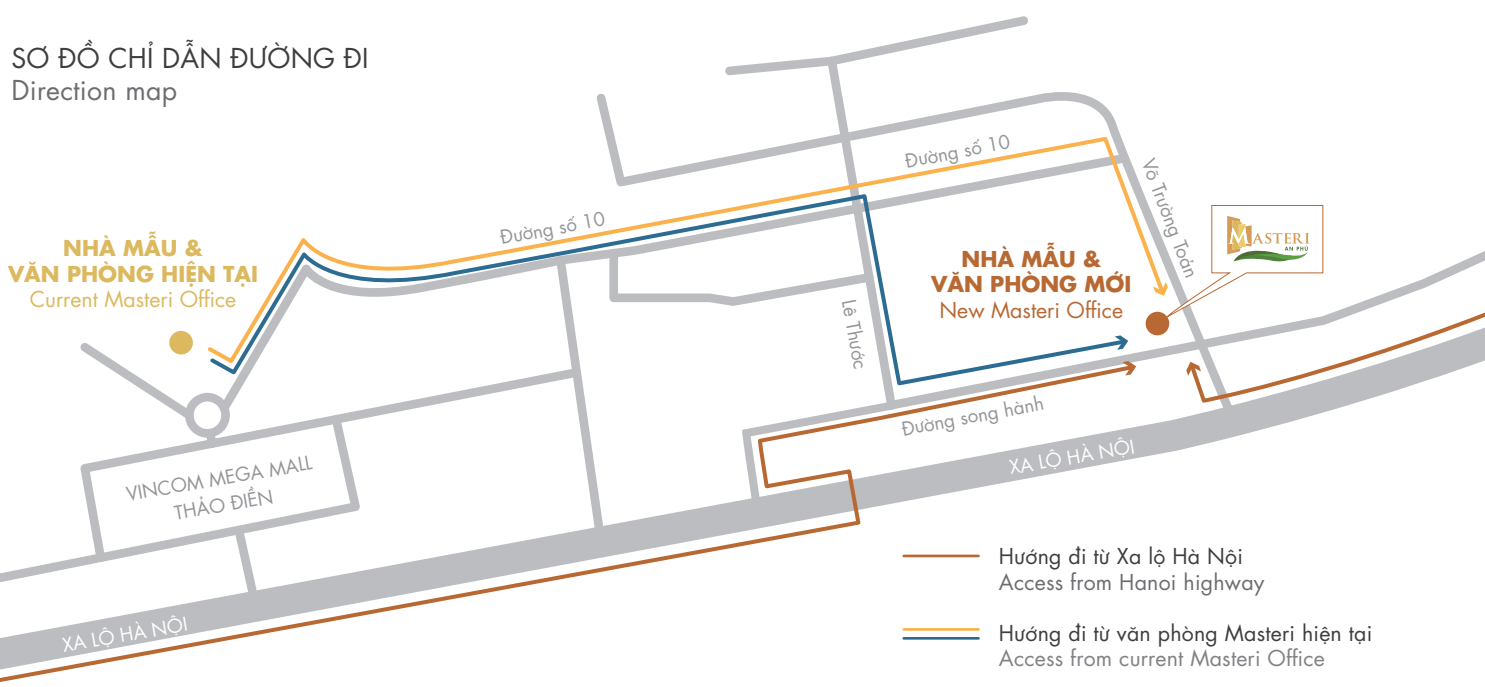 SƠ ĐỒ CHỈ DẪN ĐƯỜNG ĐI
Direction map
Đường số 10
Đường số 10
Võ Trường Toản
MASTERI
AN PHÚ
NHÀ MẪU &
VĂN PHÒNG HIỆN TẠI
Current Masteri Office
NHÀ MẪU &
VĂN PHÒNG MỚI
New Masteri Office
Lê Thước
Đường song hành
XA LỘ HÀ NỘI
VINCOM MEGA MALL
THẢO ĐIỀN
XA LỘ HÀ NỘI
Hướng đi từ Xa lộ Hà Nội
Access from Hanoi highway
Hướng đi từ văn phòng Masteri hiện tại
Access from current Masteri Office